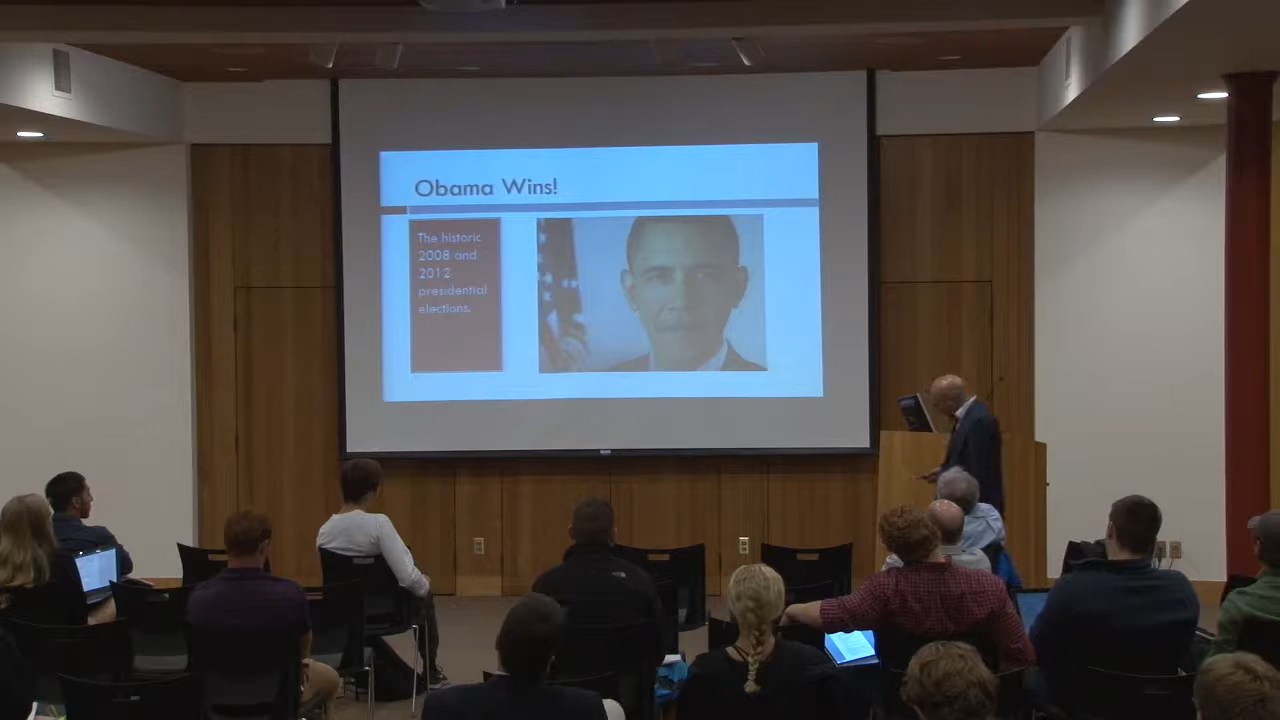 Obama Wins!
The historic
2008 and
2012
presidential
elections.